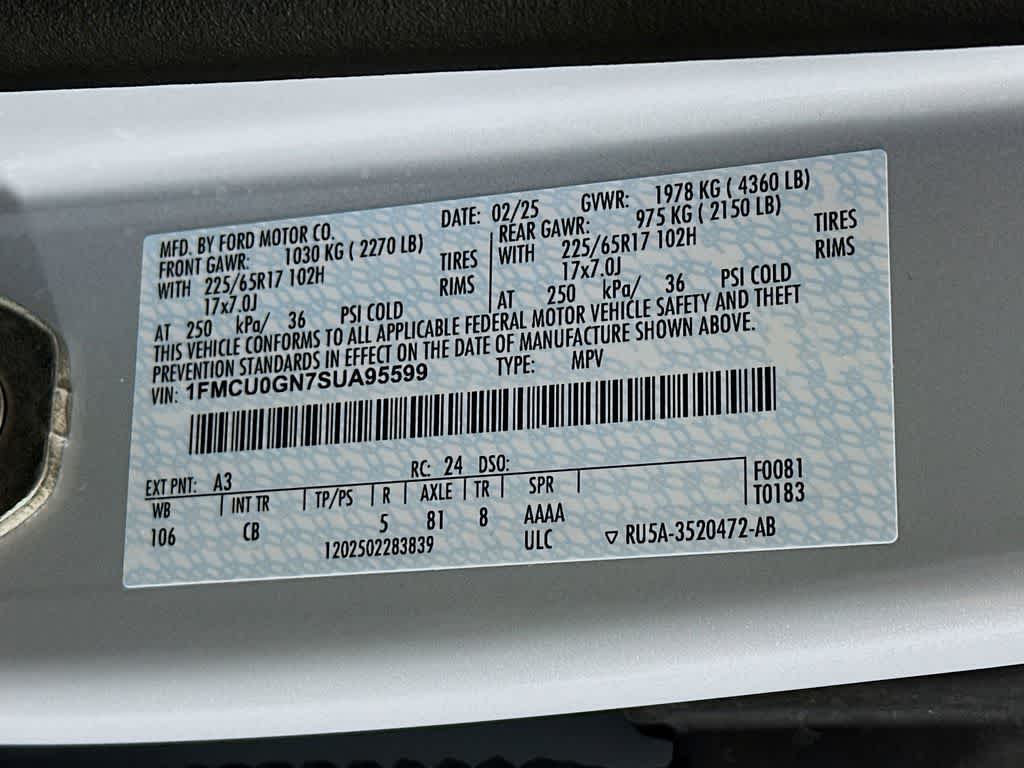 MFD. BY FORD MOTOR CO. DATE: 02/25 GVWR: 1978 KG ( 4360 LB)
FRONT GAWR: 1030 KG ( 2270 LB) REAR GAWR: 975 KG ( 2150 LB)
WITH 225/65R17 102H TIRES WITH 225/65R17 102H TIRES
17x7.0J RIMS 17x7.0J RIMS
AT 250 kPa/ 36 PSI COLD AT 250 kPa/ 36 PSI COLD
THIS VEHICLE CONFORMS TO ALL APPLICABLE FEDERAL MOTOR VEHICLE SAFETY AND THEFT
PREVENTION STANDARDS IN EFFECT ON THE DATE OF MANUFACTURE SHOWN ABOVE.
VIN: 1FMCU0GN7SUA95599 TYPE: MPV
EXT PNT: A3 RC: 24 DSO: F0081
WB INT TR TP/PS R AXLE TR SPR T0183
106 CB 5 81 8 AAAA
1202502283839 ULC ▽ RU5A-3520472-AB